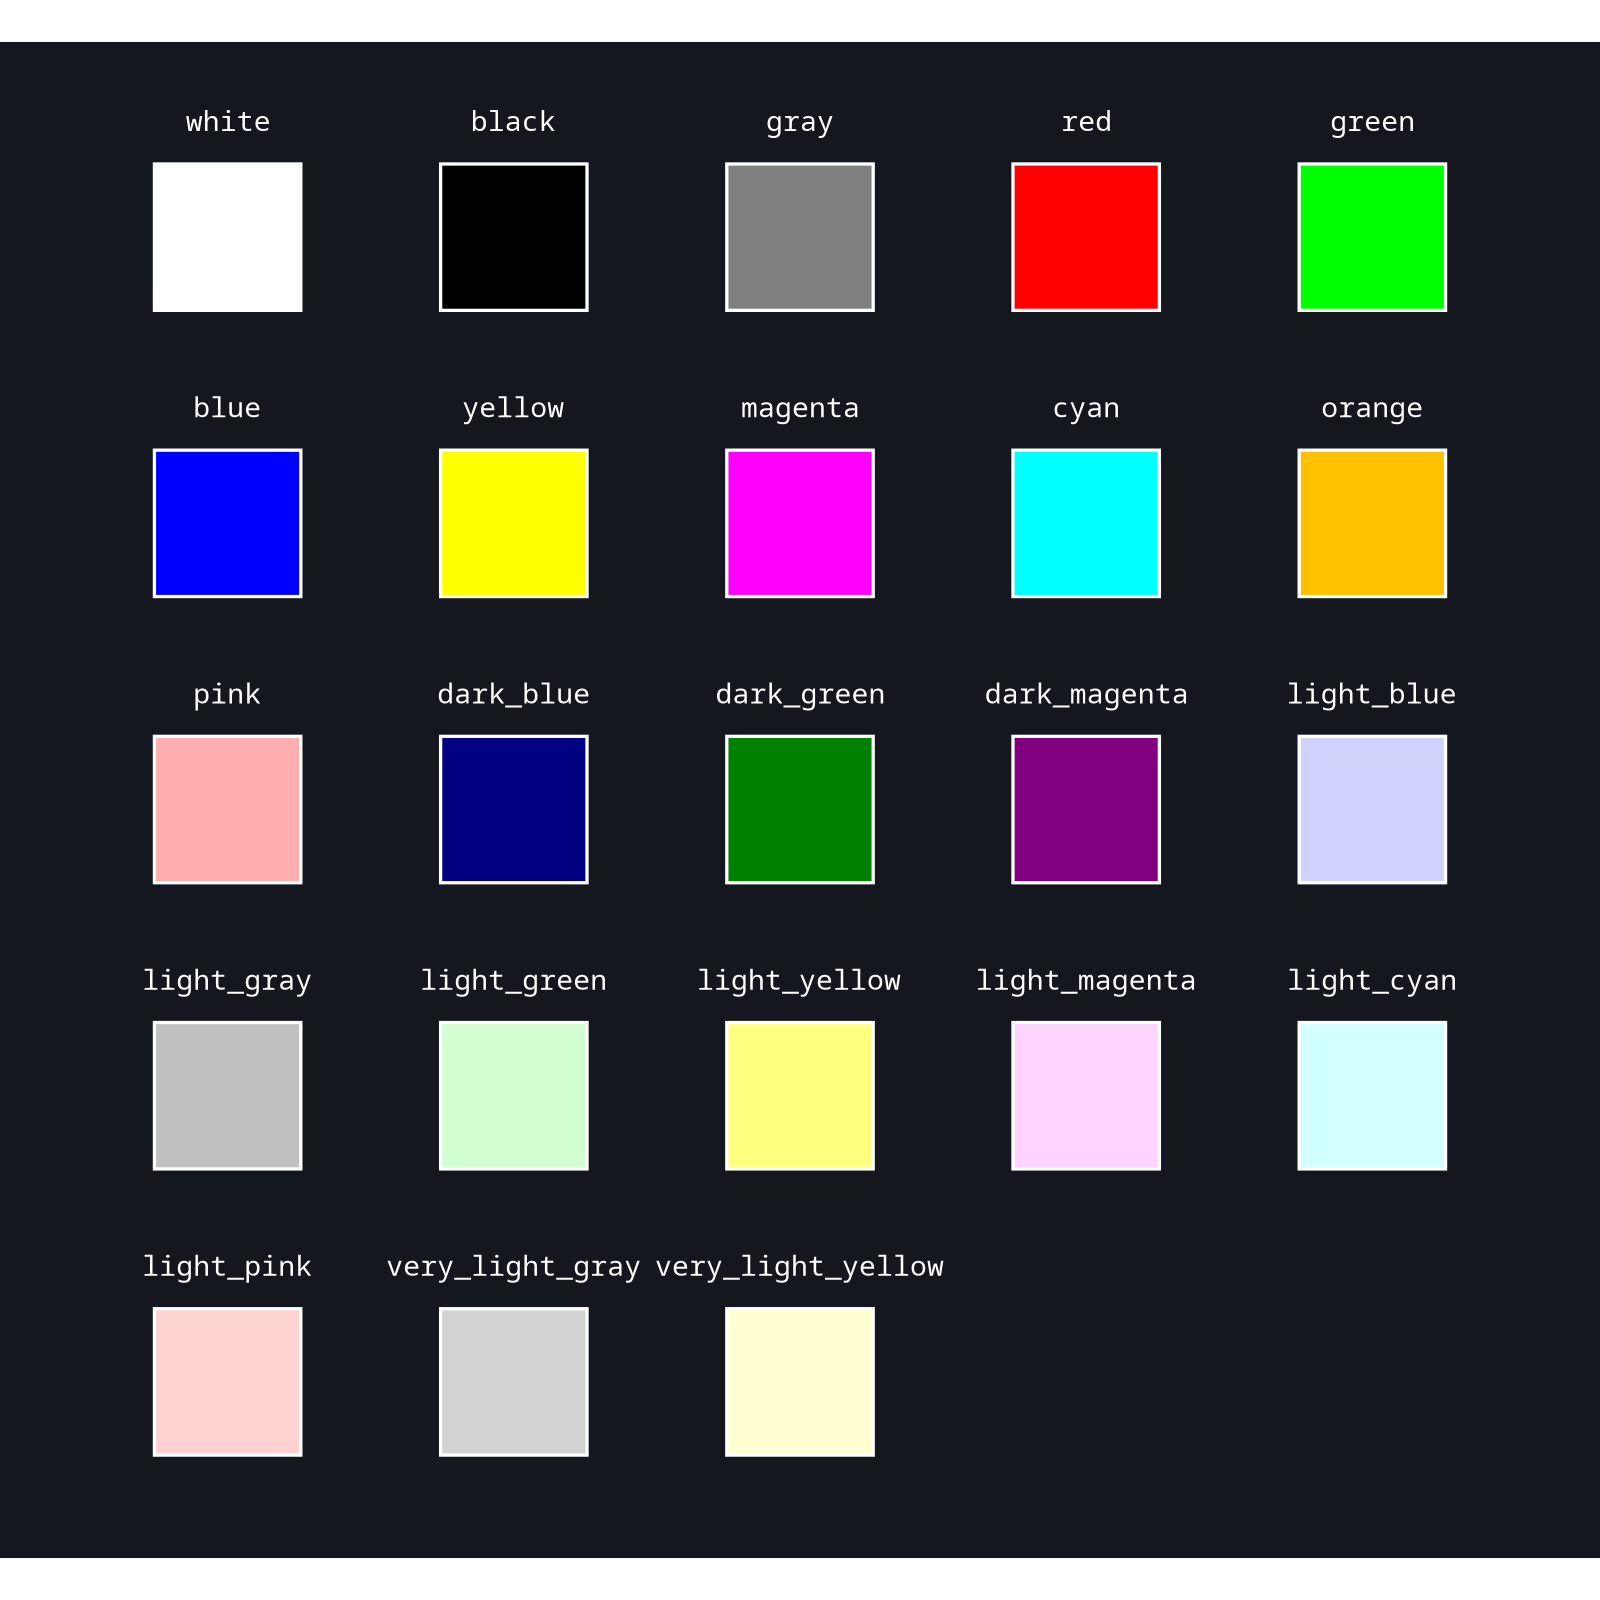 white black gray red green
blue yellow magenta cyan orange
pink dark_blue dark_green dark_magenta light_blue
light_gray light_green light_yellow light_magenta light_cyan
light_pink very_light_gray very_light_yellow